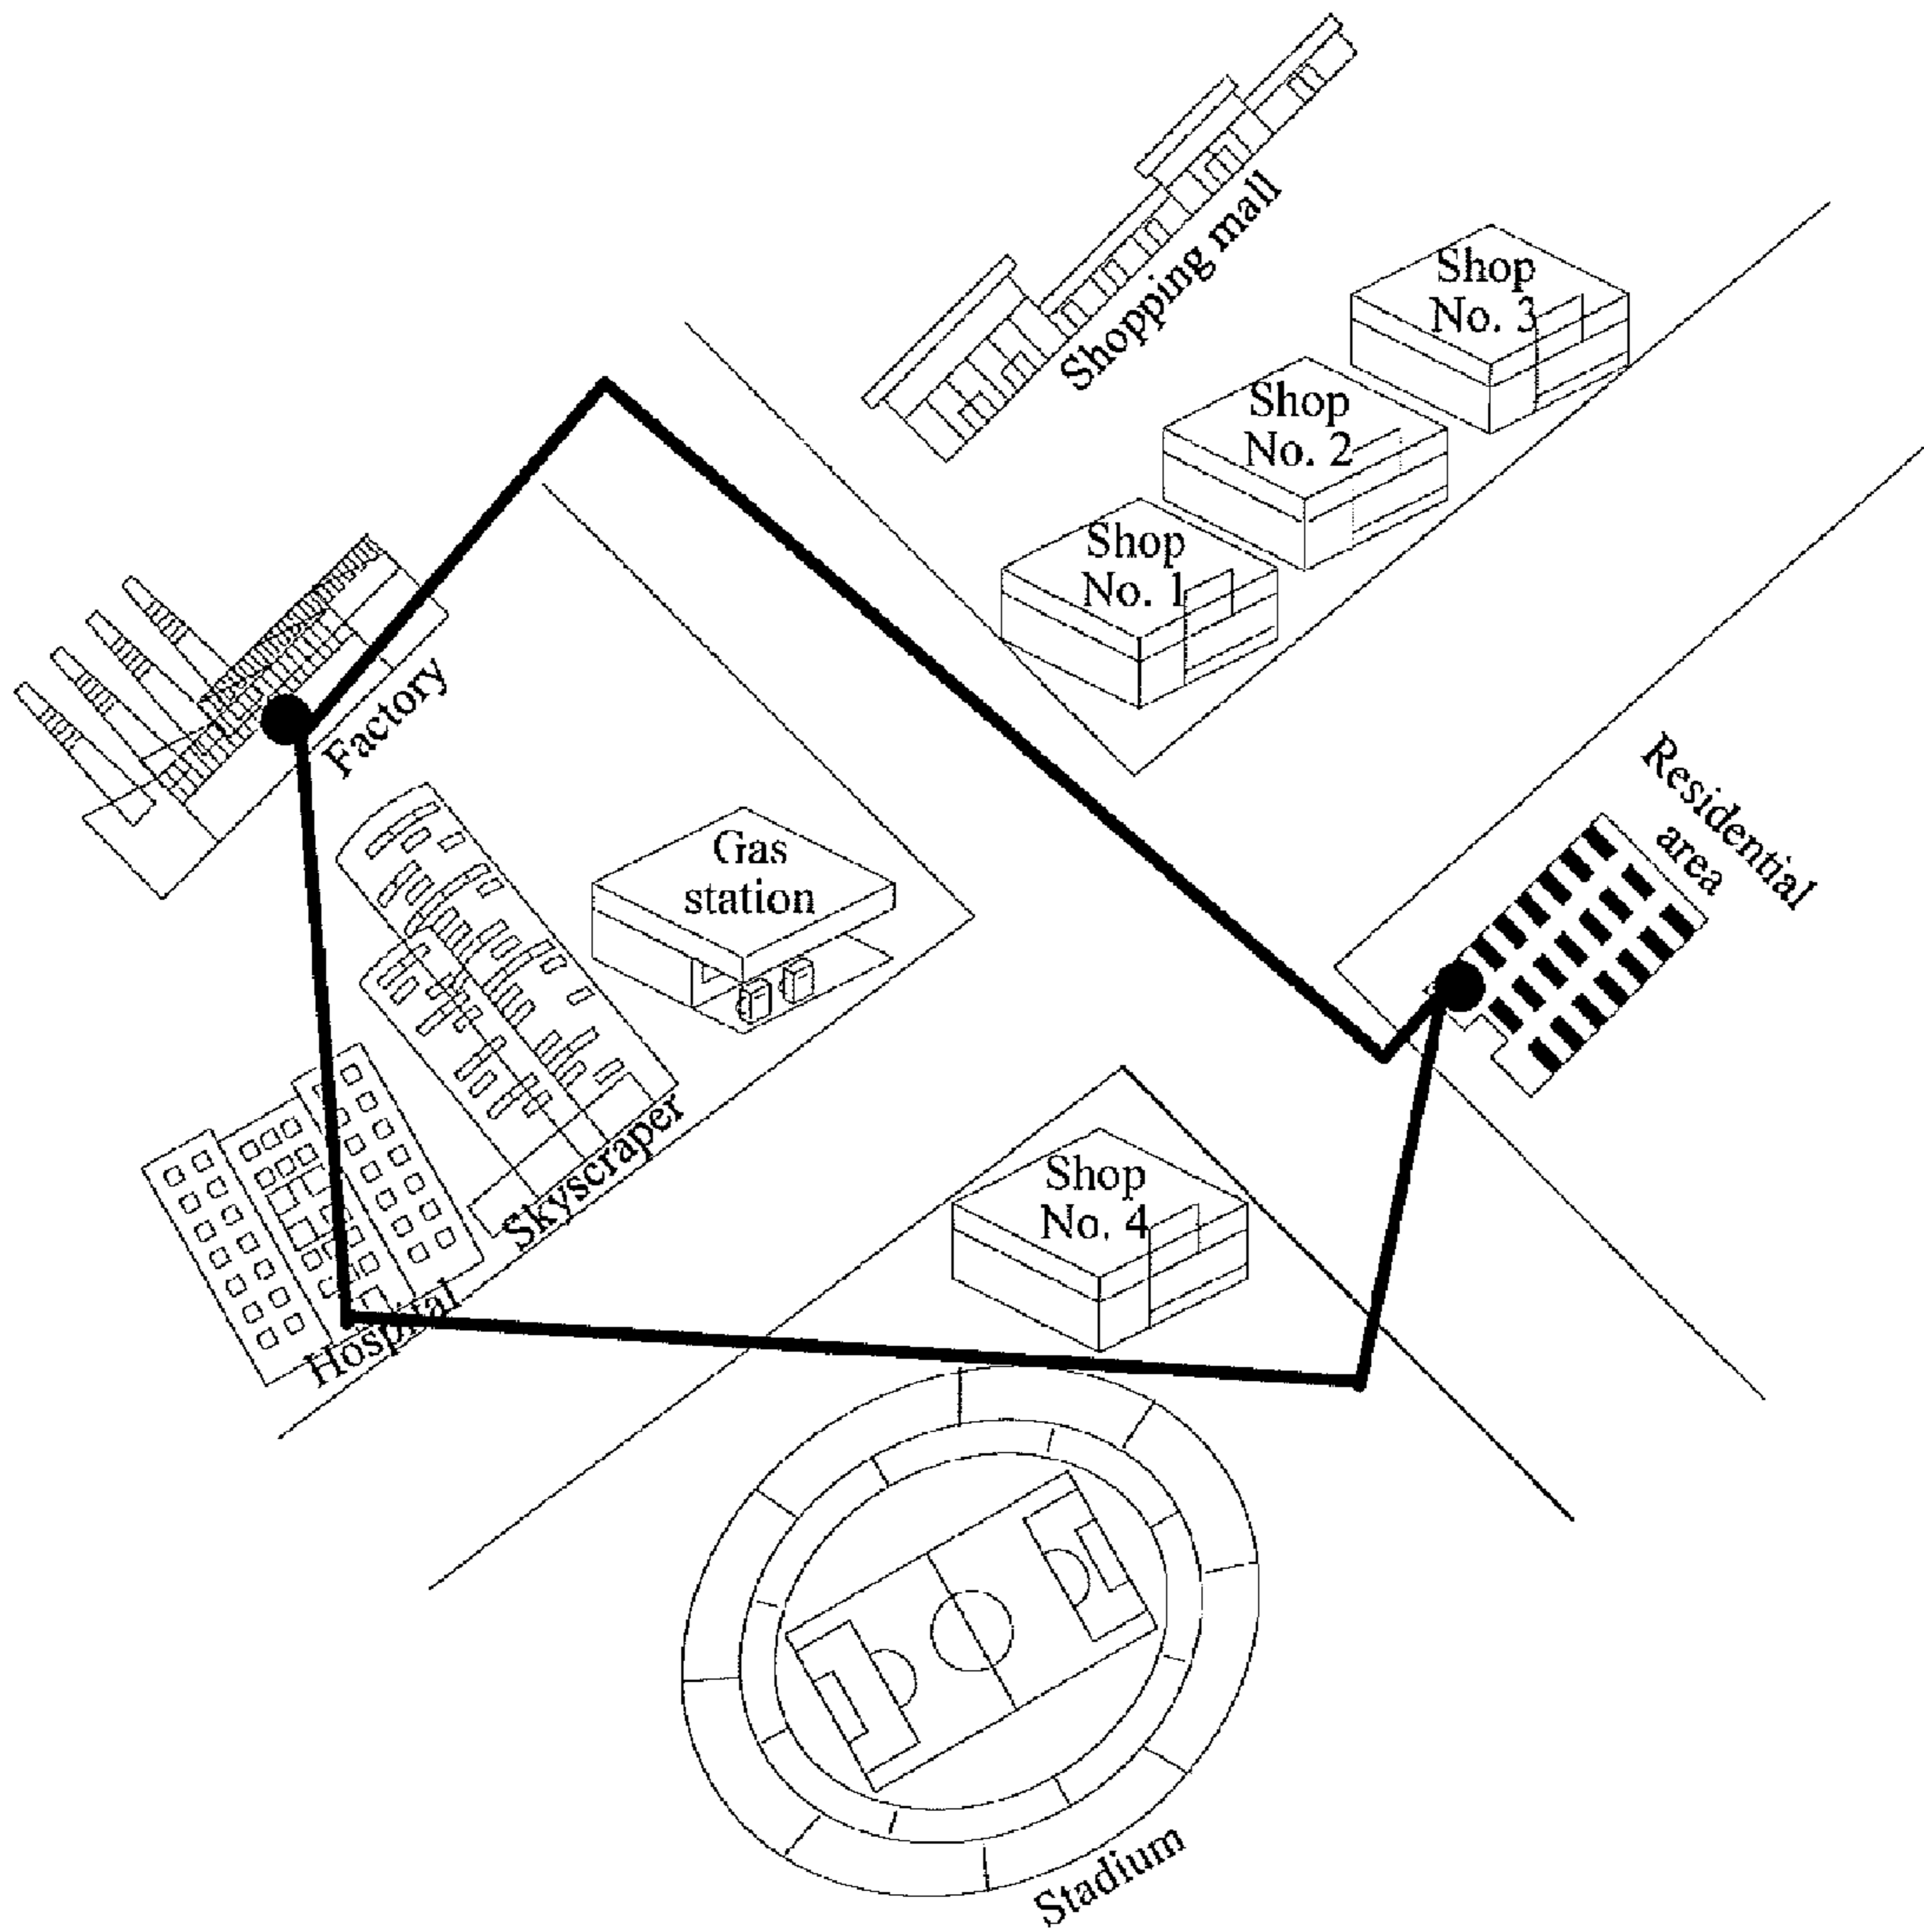 Shopping mall
Shop
No. 3
Shop
No. 2
Shop
No. 1
Factory
Residential
area
Gas
station
Skyscraper
Shop
No. 4
Hospital
Stadium